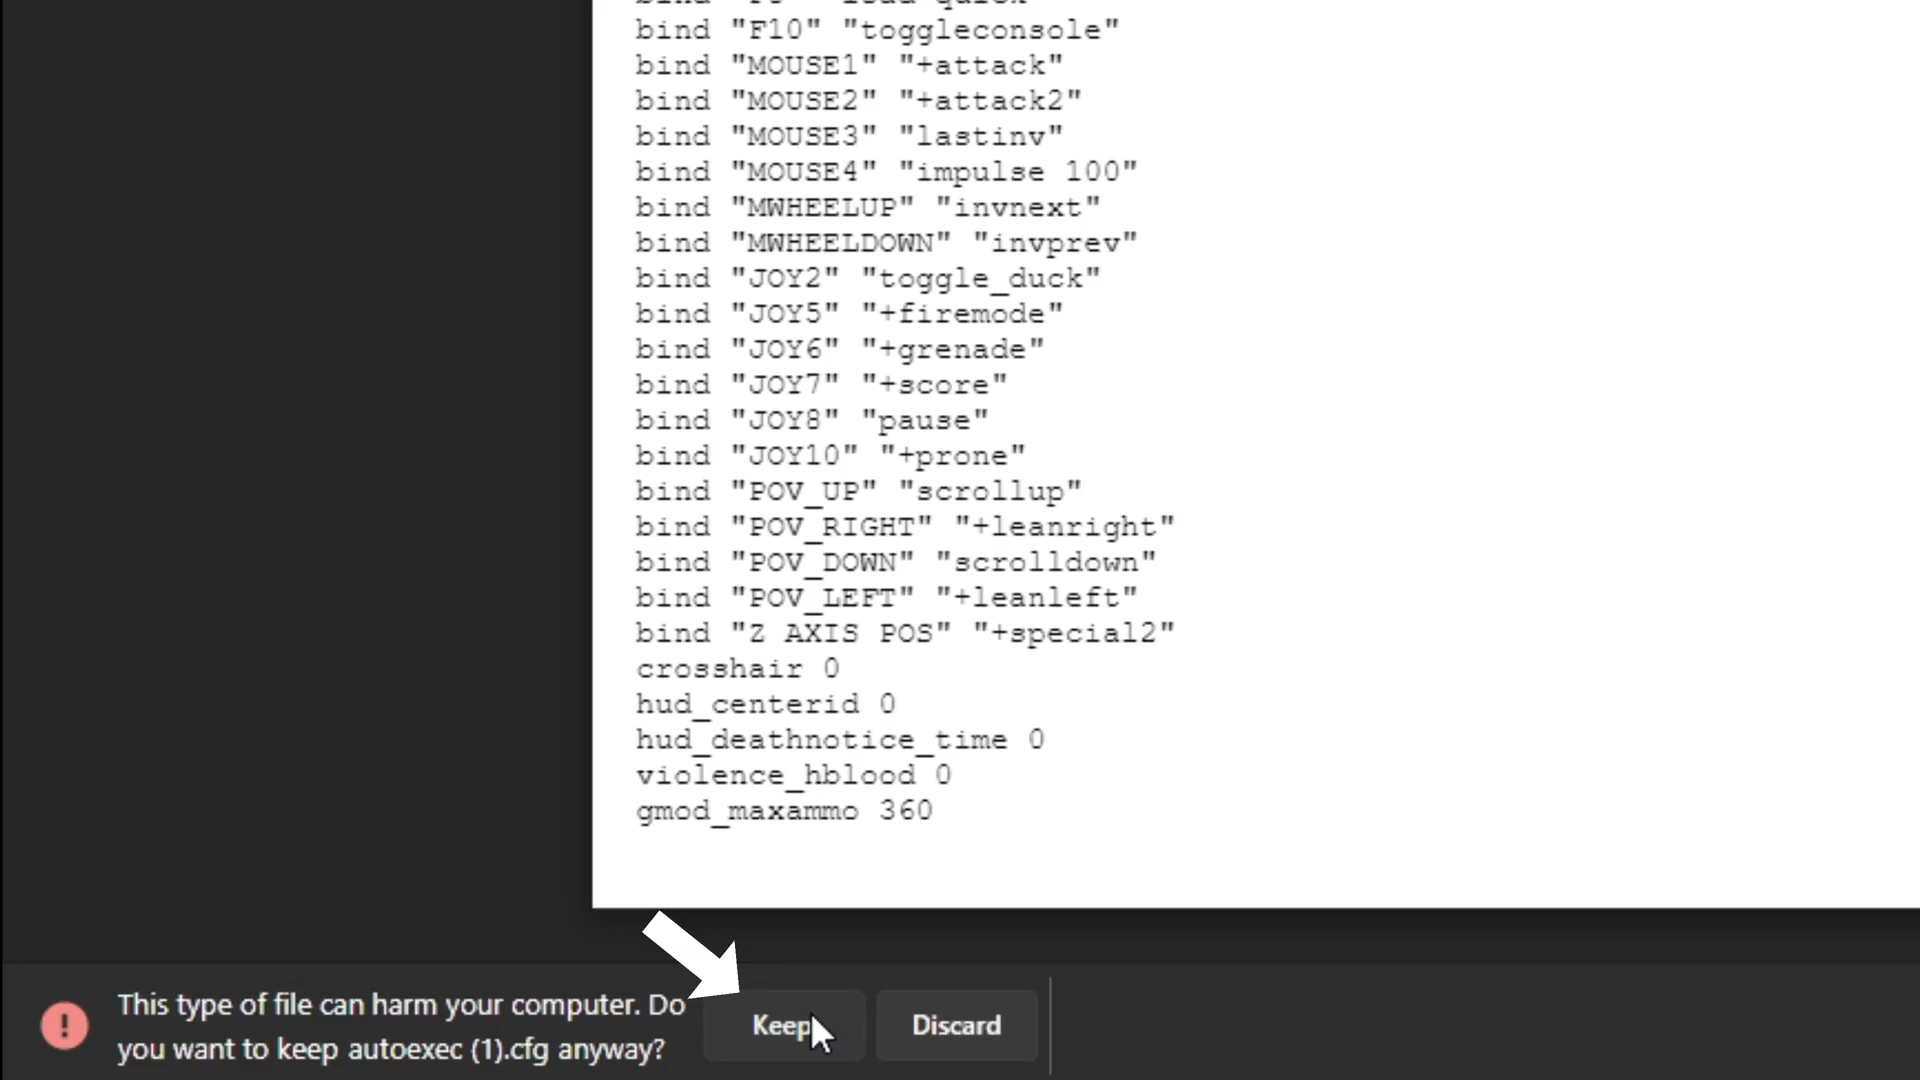 bind "F10" "toggleconsole"
bind "MOUSE1" "+attack"
bind "MOUSE2" "+attack2"
bind "MOUSE3" "lastinv"
bind "MOUSE4" "impulse 100"
bind "MWHEELUP" "invnext"
bind "MWHEELDOWN" "invprev"
bind "JOY2" "toggle_duck"
bind "JOY5" "+firemode"
bind "JOY6" "+grenade"
bind "JOY7" "+score"
bind "JOY8" "pause"
bind "JOY10" "+prone"
bind "POV_UP" "scrollup"
bind "POV_RIGHT" "+leanright"
bind "POV_DOWN" "scrolldown"
bind "POV_LEFT" "+leanleft"
bind "Z AXIS POS" "+special2"
crosshair 0
hud_centerid 0
hud_deathnotice_time 0
violence_hblood 0
gmod_maxammo 360
This type of file can harm your computer. Do
you want to keep autoexec (1).cfg anyway?
Keep
Discard